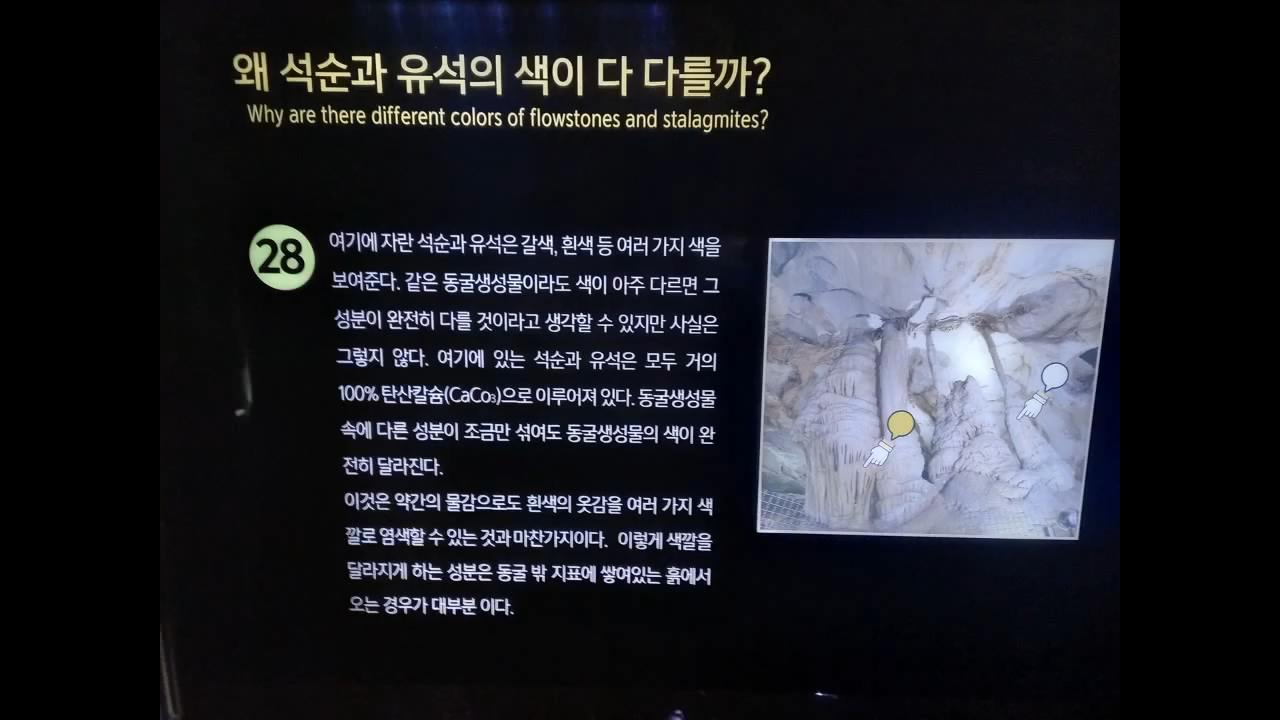 왜 석순과 유석의 색이 다 다를까?
Why are there different colors of flowstones and stalagmites?
28
여기에 자란 석순과 유석은 갈색, 흰색 등 여러 가지 색을
보여준다. 같은 동굴생성물이라도 색이 아주 다르면 그
성분이 완전히 다를 것이라고 생각할 수 있지만 사실은
그렇지 않다. 여기에 있는 석순과 유석은 모두 거의
100% 탄산칼슘(CaCo₃)으로 이루어져 있다. 동굴생성물
속에 다른 성분이 조금만 섞여도 동굴생성물의 색이 완
전히 달라진다.
이것은 약간의 물감으로도 흰색의 옷감을 여러 가지 색
깔로 염색할 수 있는 것과 마찬가지이다. 이렇게 색깔을
달라지게 하는 성분은 동굴 밖 지표에 쌓여있는 흙에서
오는 경우가 대부분 이다.